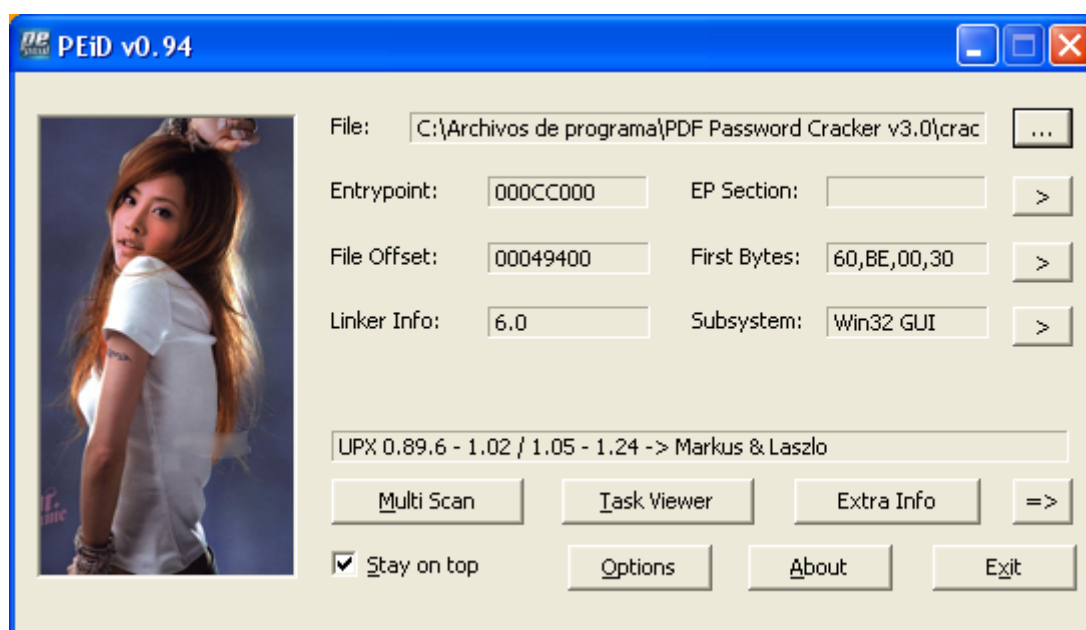 PEiD v0.94
File: C:\Archivos de programa\PDF Password Cracker v3.0\crac ...
Entrypoint: 000CC000 EP Section: >
File Offset: 00049400 First Bytes: 60,BE,00,30 >
Linker Info: 6.0 Subsystem: Win32 GUI >
UPX 0.89.6 - 1.02 / 1.05 - 1.24 -> Markus & Laszlo
Multi Scan Task Viewer Extra Info =>
Stay on top Options About Exit